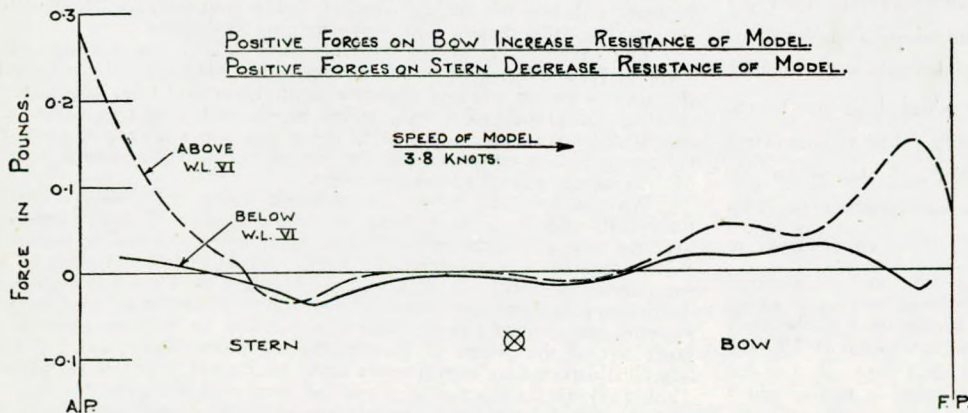 0.3
POSITIVE FORCES ON BOW INCREASE RESISTANCE OF MODEL.
POSITIVE FORCES ON STERN DECREASE RESISTANCE OF MODEL.
0.2
SPEED OF MODEL
3.8 KNOTS.
ABOVE
W.L. VI
0.1
BELOW
W.L. VI
0
-0.1
FORCE IN POUNDS.
STERN
BOW
A.P.
F.P.